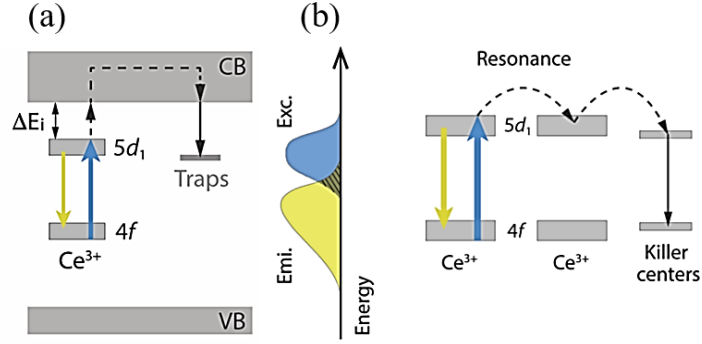 (a)
CB
ΔEi
5d1
Traps
4f
Ce3+
VB
(b)
Exc.
Emi.
Energy
Resonance
5d1
4f
Ce3+
Ce3+
Killer
centers